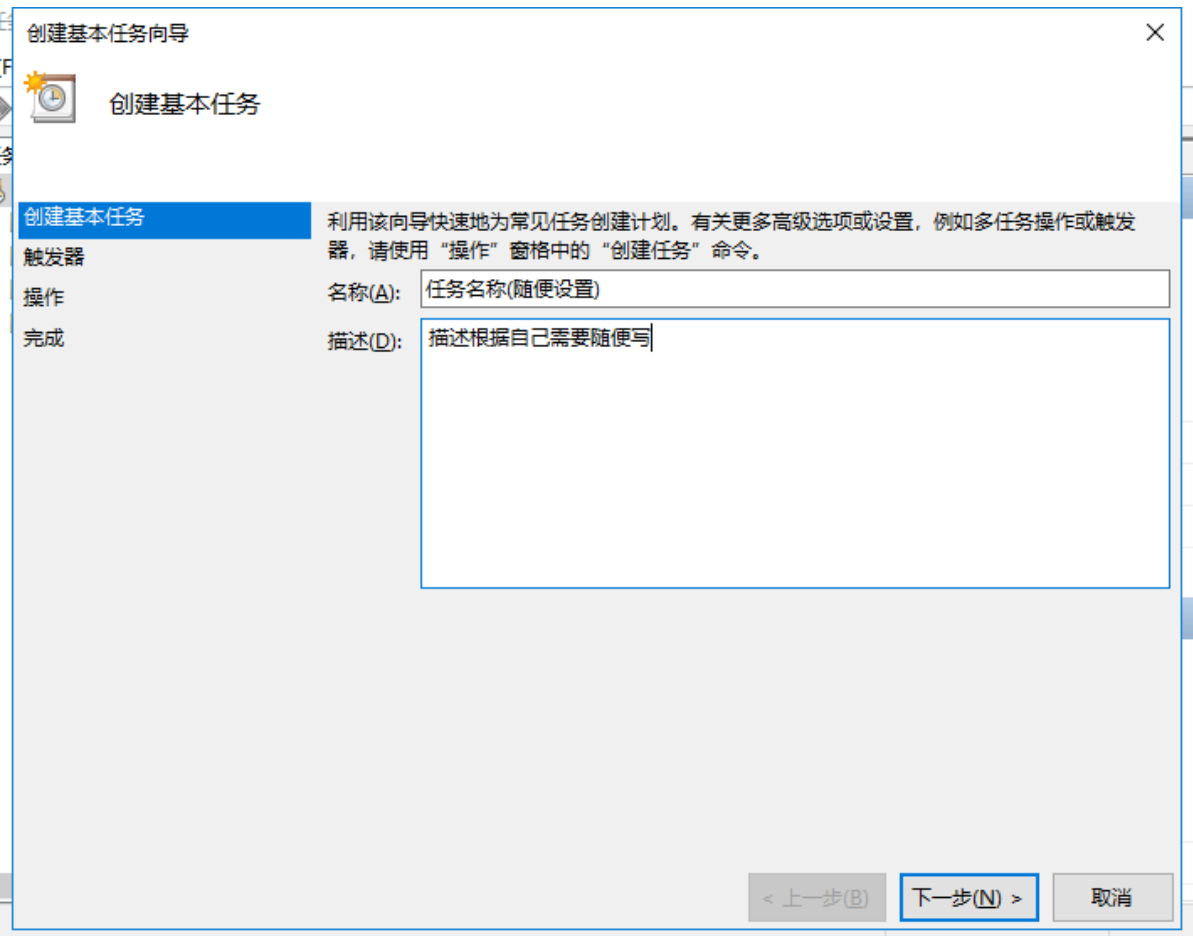 创建基本任务向导
创建基本任务
创建基本任务
触发器
操作
完成
利用该向导快速地为常见任务创建计划。有关更多高级选项或设置，例如多任务操作或触发
器，请使用“操作”窗格中的“创建任务”命令。
名称(A):
任务名称(随便设置)
描述(D):
描述根据自己需要随便写
< 上一步(B)
下一步(N) >
取消